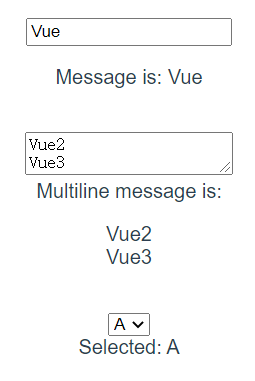 Vue
Message is: Vue
Vue2
Vue3
Multiline message is:
Vue2
Vue3
A
Selected: A